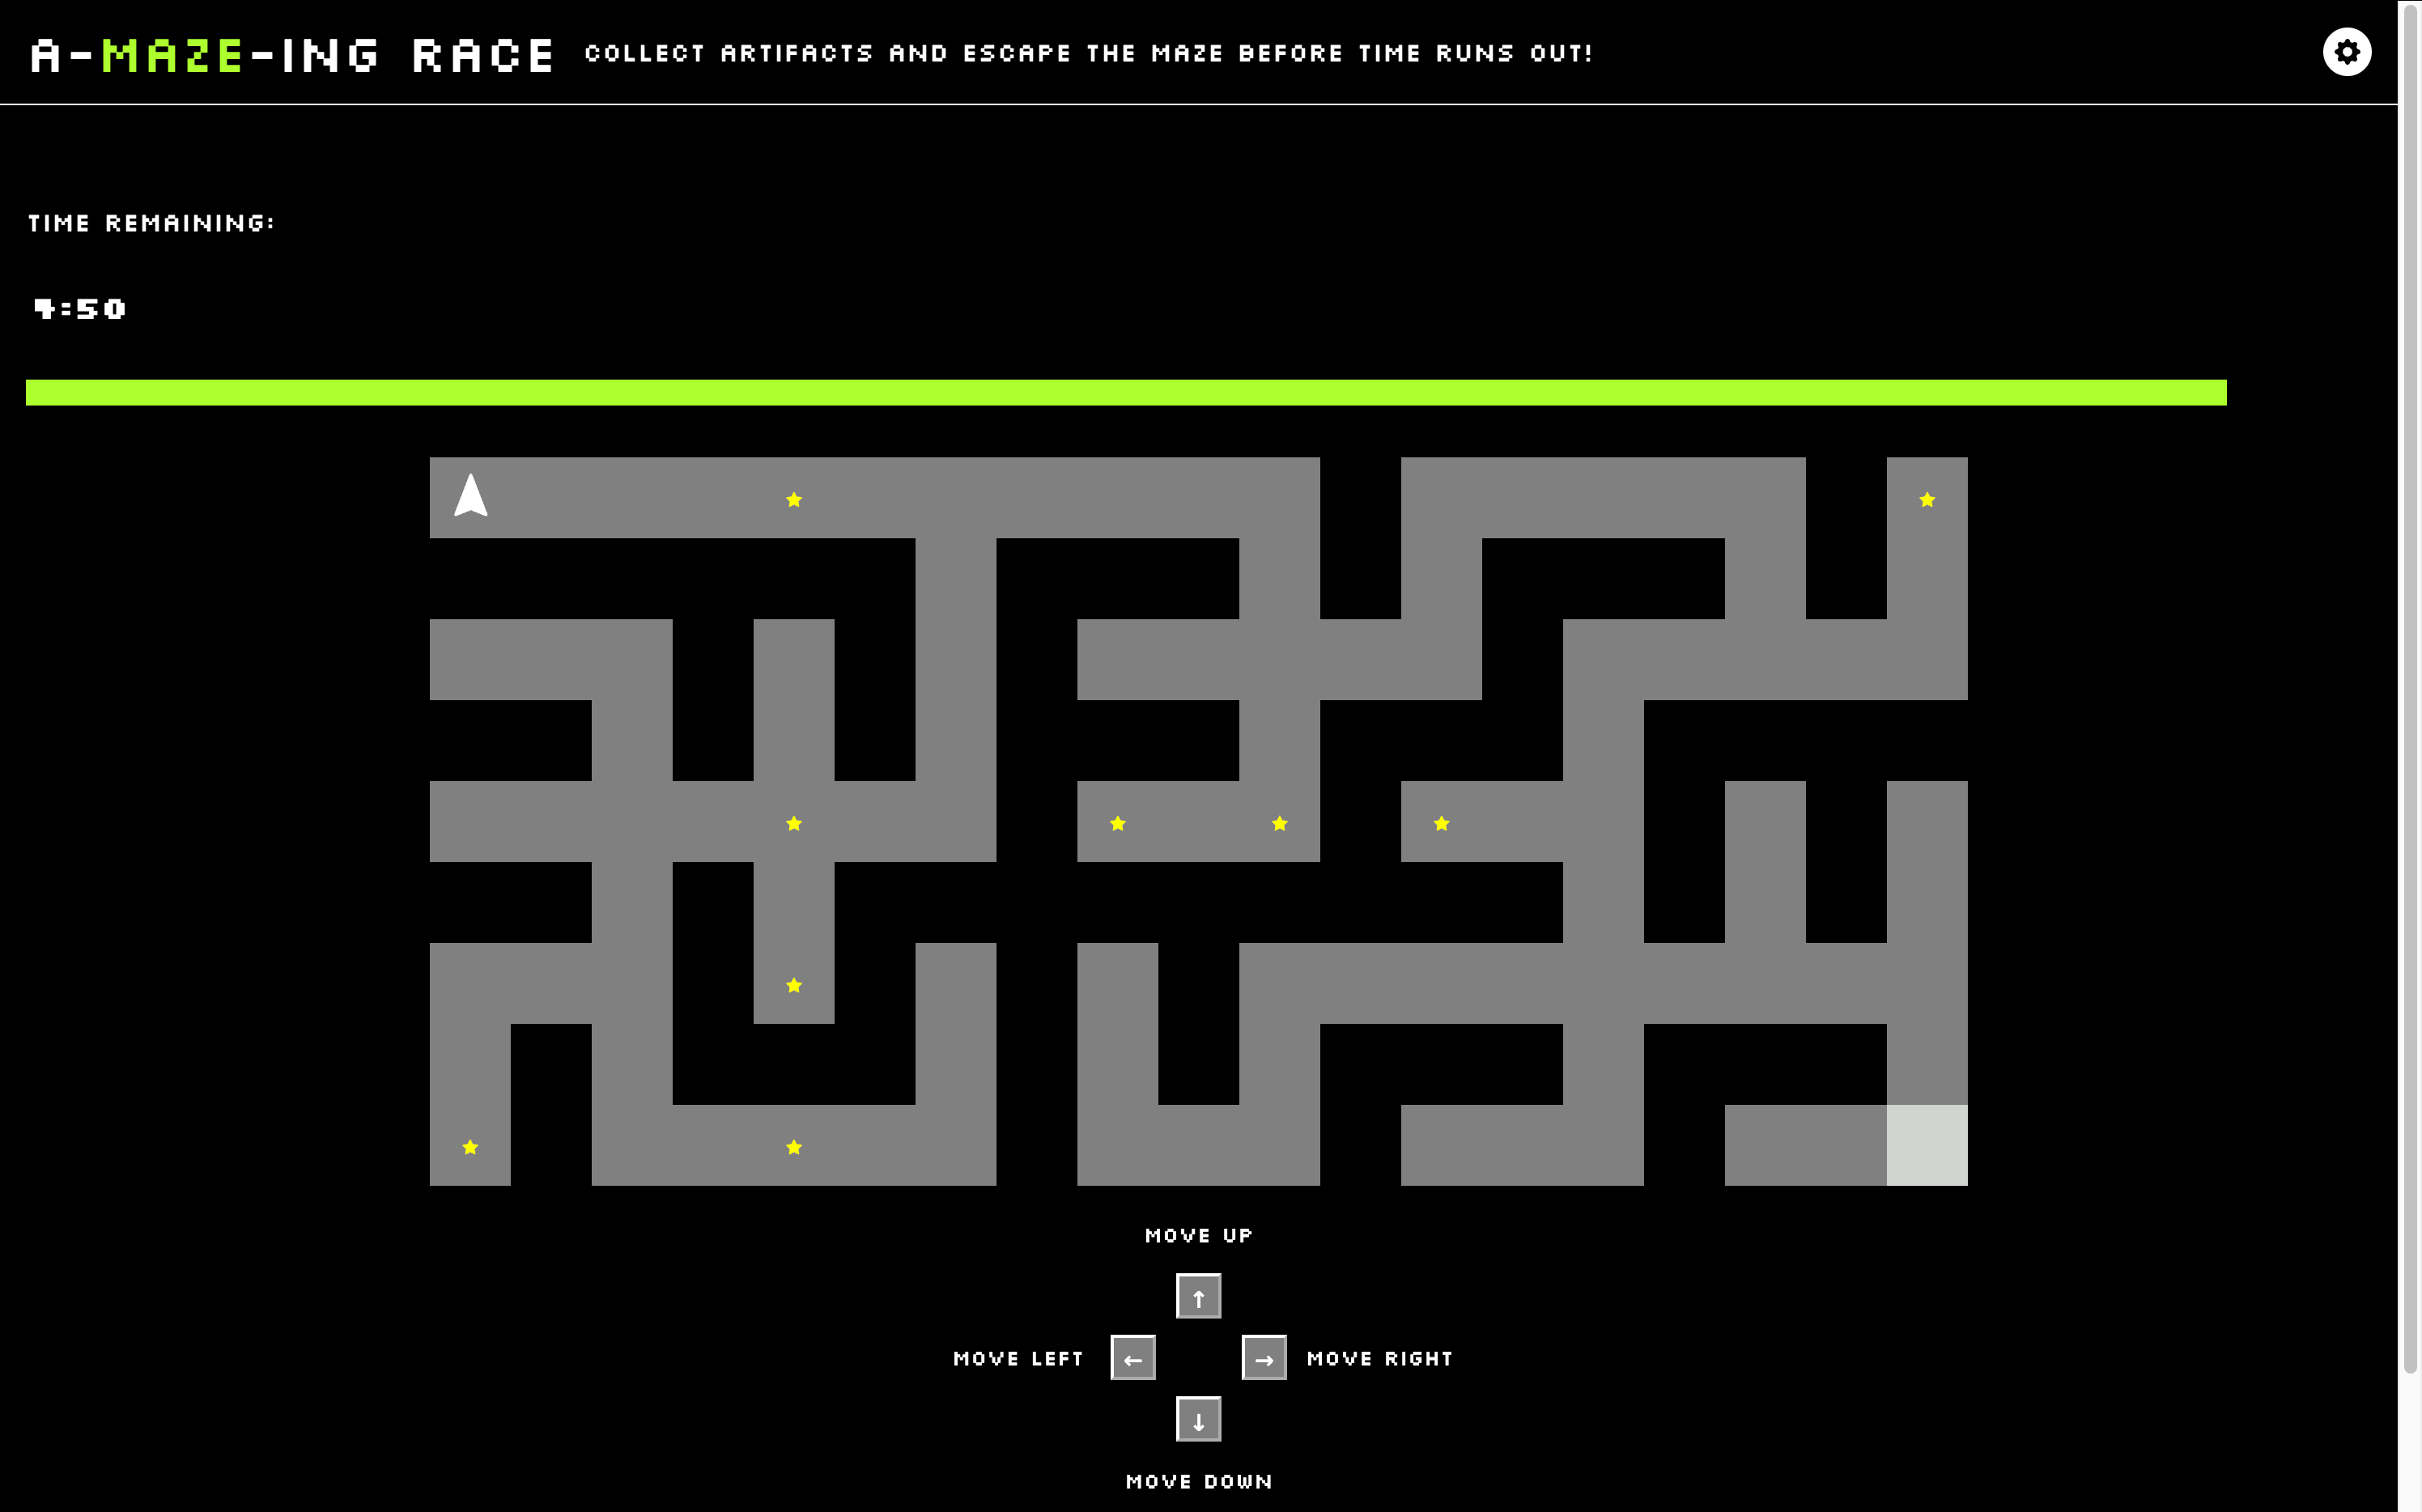 A-MAZE-ING RACE COLLECT ARTIFACTS AND ESCAPE THE MAZE BEFORE TIME RUNS OUT!
TIME REMAINING:
4:50
MOVE UP
↑
MOVE LEFT ← → MOVE RIGHT
↓
MOVE DOWN